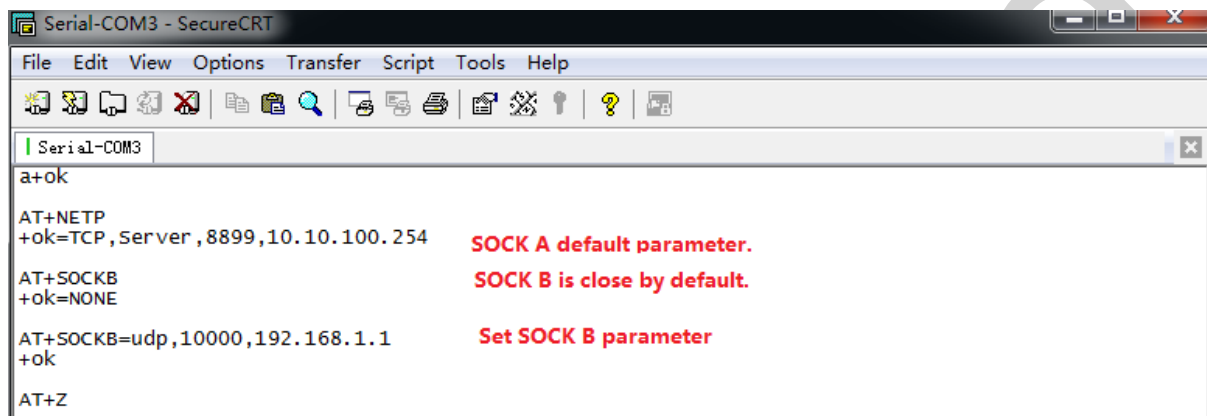 Serial-COM3 - SecureCRT
File Edit View Options Transfer Script Tools Help
Serial-COM3
a+ok
AT+NETP
+ok=TCP,Server,8899,10.10.100.254 SOCK A default parameter.
AT+SOCKB SOCK B is close by default.
+ok=NONE
AT+SOCKB=udp,10000,192.168.1.1 Set SOCK B parameter
+ok
AT+Z